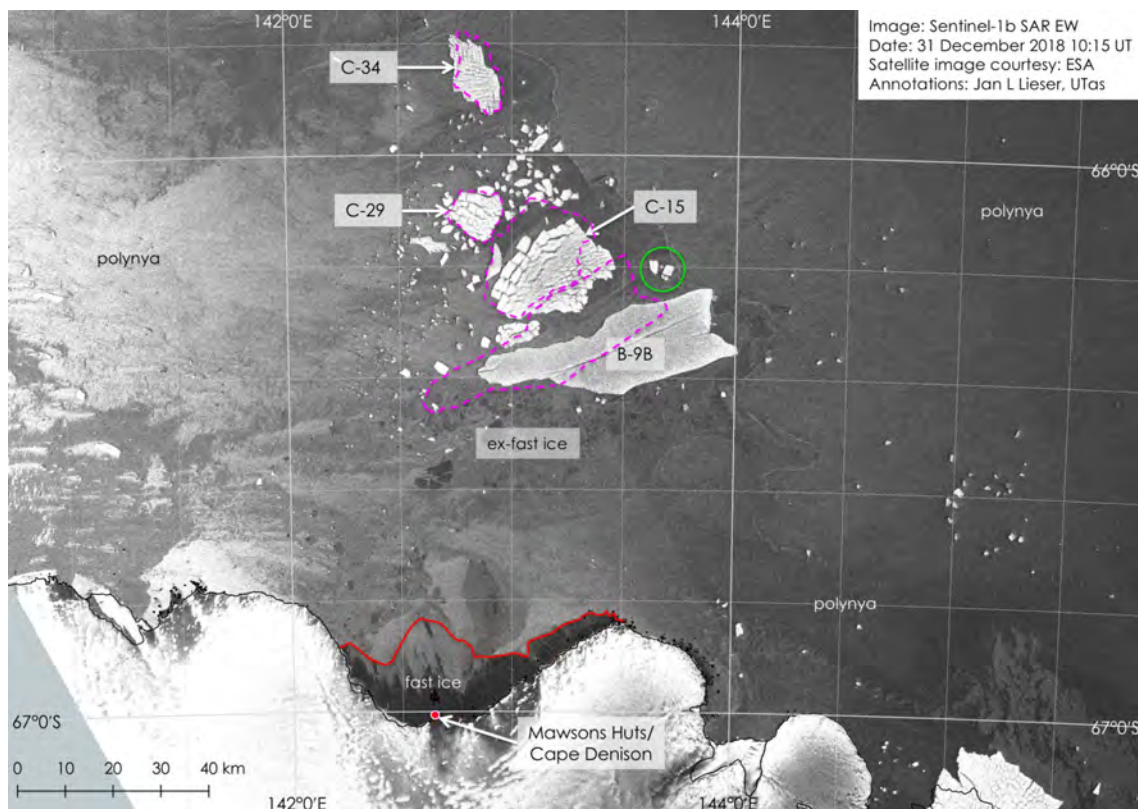 142°0'E
144°0'E
Image: Sentinel-1b SAR EW
Date: 31 December 2018 10:15 UT
Satellite image courtesy: ESA
Annotations: Jan L Lieser, UTas
C-34
66°0'S
C-29
C-15
polynya
polynya
B-9B
ex-fast ice
polynya
fast ice
67°0'S
67°0'S
Mawsons Huts/
Cape Denison
0 10 20 30 40 km
142°0'E
144°0'E